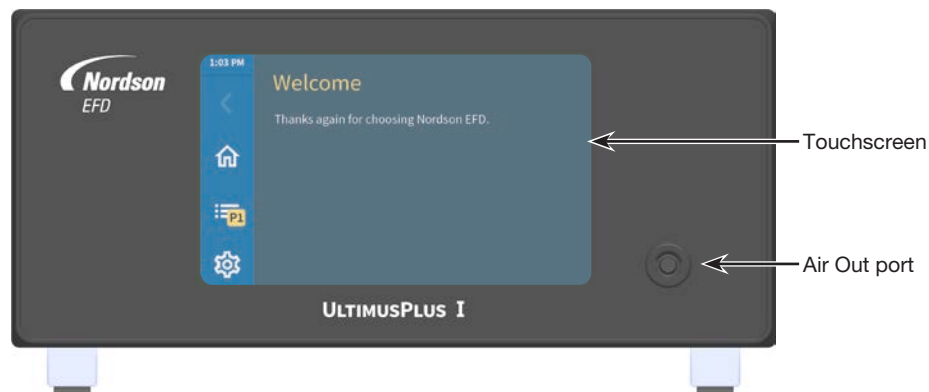 Nordson
EFD
1:03 PM
Welcome
Thanks again for choosing Nordson EFD.
P1
ULTIMUSPLUS I
Touchscreen
Air Out port